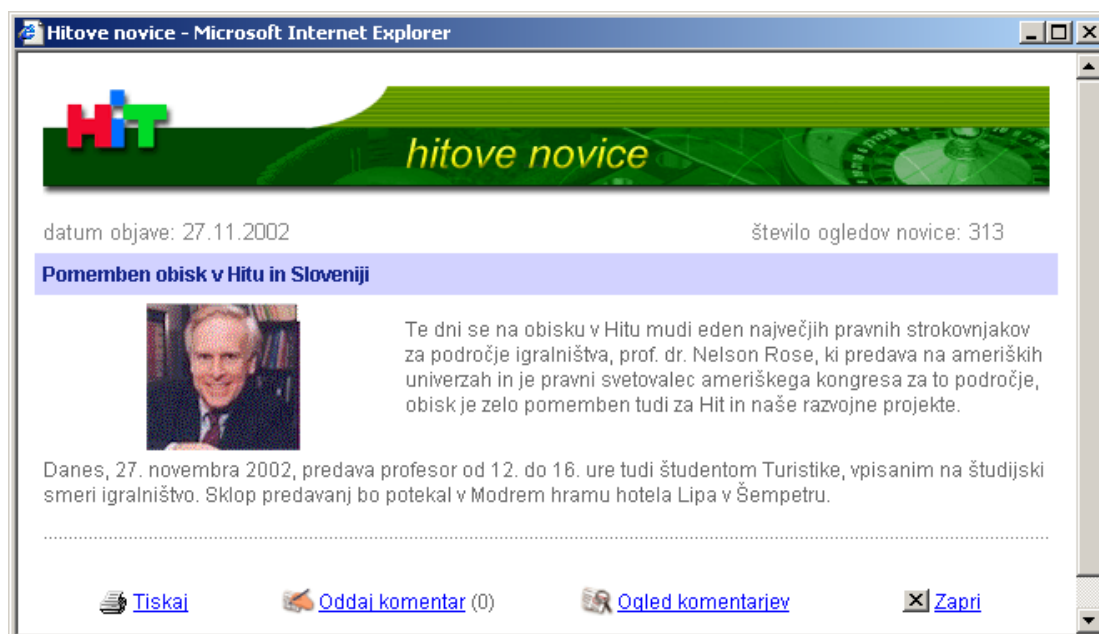 Hitove novice - Microsoft Internet Explorer
HiT
hitove novice
datum objave: 27.11.2002 število ogledov novice: 313
Pomemben obisk v Hitu in Sloveniji
Te dni se na obisku v Hitu mudi eden največjih pravnih strokovnjakov
za področje igralništva, prof. dr. Nelson Rose, ki predava na ameriških
univerzah in je pravni svetovalec ameriškega kongresa za to področje,
obisk je zelo pomemben tudi za Hit in naše razvojne projekte.
Danes, 27. novembra 2002, predava profesor od 12. do 16. ure tudi študentom Turistike, vpisanim na študijski
smeri igralništvo. Sklop predavanj bo potekal v Modrem hramu hotela Lipa v Šempetru.
Tiskaj Oddaj komentar (0) Ogled komentarjev Zapri